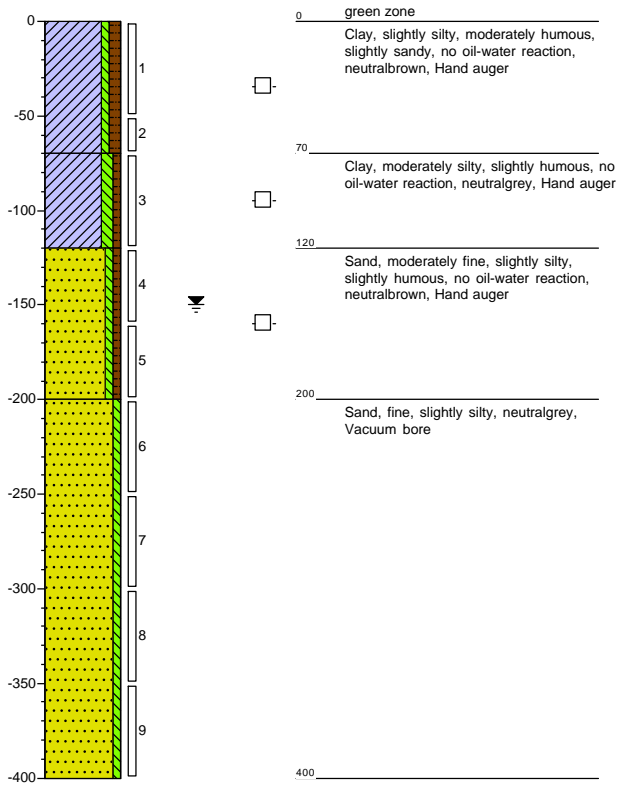 0
-50
-100
-150
-200
-250
-300
-350
-400
1
2
3
4
5
6
7
8
9
0
green zone
Clay, slightly silty, moderately humous,
slightly sandy, no oil-water reaction,
neutralbrown, Hand auger
70
Clay, moderately silty, slightly humous, no
oil-water reaction, neutralgrey, Hand auger
120
Sand, moderately fine, slightly silty,
slightly humous, no oil-water reaction,
neutralbrown, Hand auger
200
Sand, fine, slightly silty, neutralgrey,
Vacuum bore
400